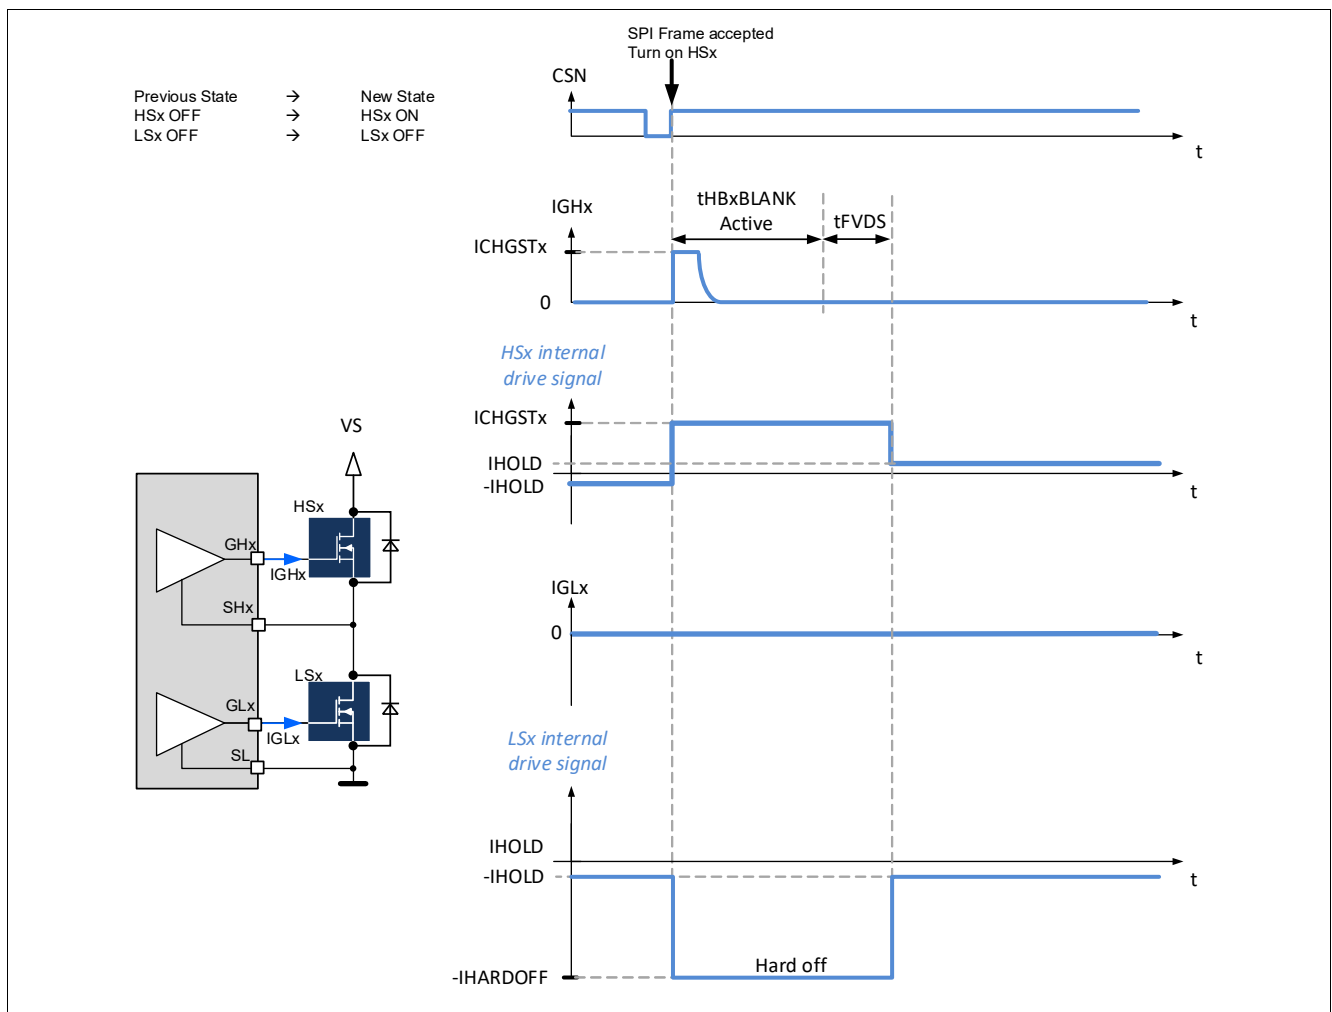 SPI Frame accepted
Turn on HSx
CSN
Previous State → New State
HSx OFF → HSx ON
LSx OFF → LSx OFF
t
IGHx
tHBxBLANK
Active
tFVDS
ICHGSTx
0
t
HSx internal
drive signal
ICHGSTx
IHOLD
-IHOLD
t
VS
HSx
GHx
IGHx
SHx
LSx
GLx
IGLx
SL
IGLx
0
t
LSx internal
drive signal
IHOLD
-IHOLD
t
Hard off
-IHARDOFF